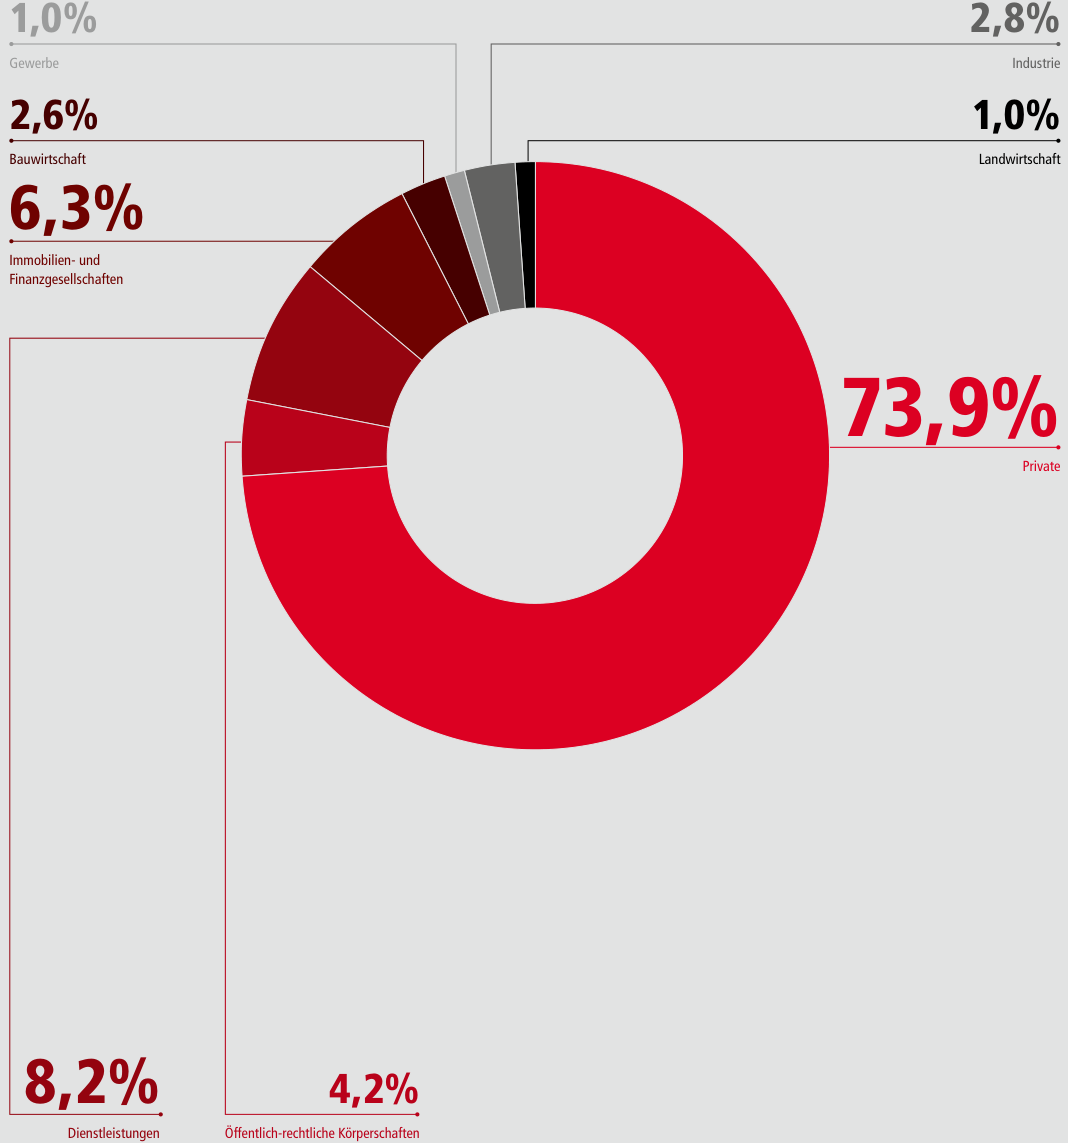 1,0%
Gewerbe
2,8%
Industrie
2,6%
Bauwirtschaft
1,0%
Landwirtschaft
6,3%
Immobilien- und
Finanzgesellschaften
73,9%
Private
8,2%
Dienstleistungen
4,2%
Öffentlich-rechtliche Körperschaften